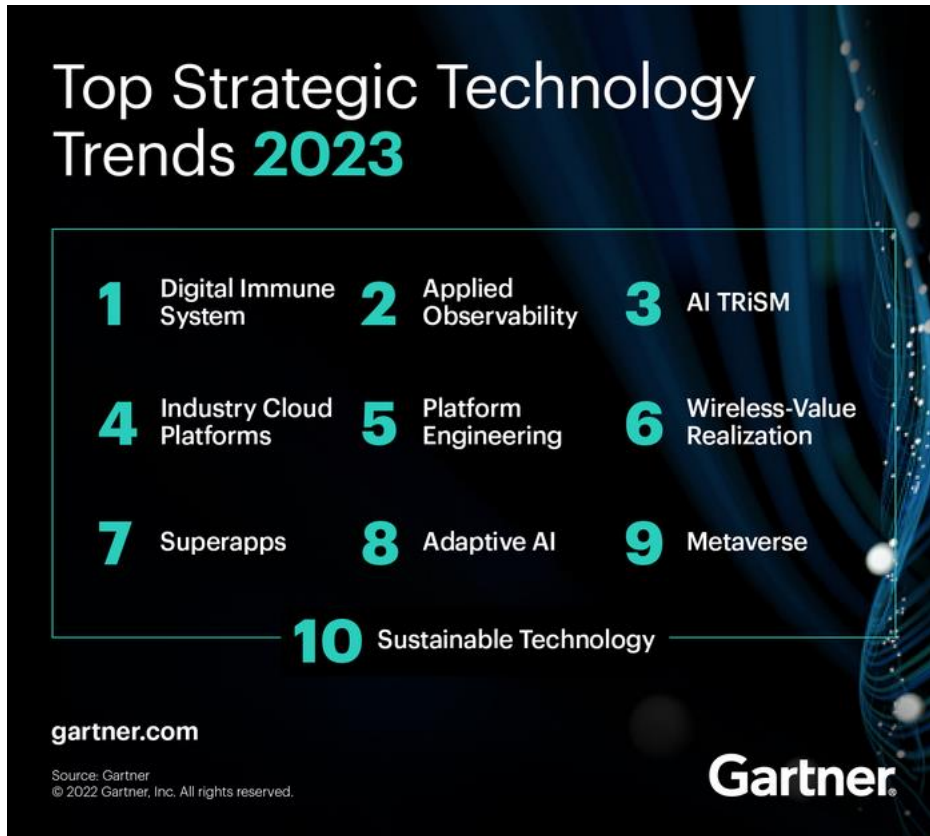 Top Strategic Technology
Trends 2023
1 Digital Immune
System
2 Applied
Observability
3 AI TRiSM
4 Industry Cloud
Platforms
5 Platform
Engineering
6 Wireless-Value
Realization
7 Superapps
8 Adaptive AI
9 Metaverse
10 Sustainable Technology
gartner.com
Source: Gartner
© 2022 Gartner, Inc. All rights reserved.
Gartner®